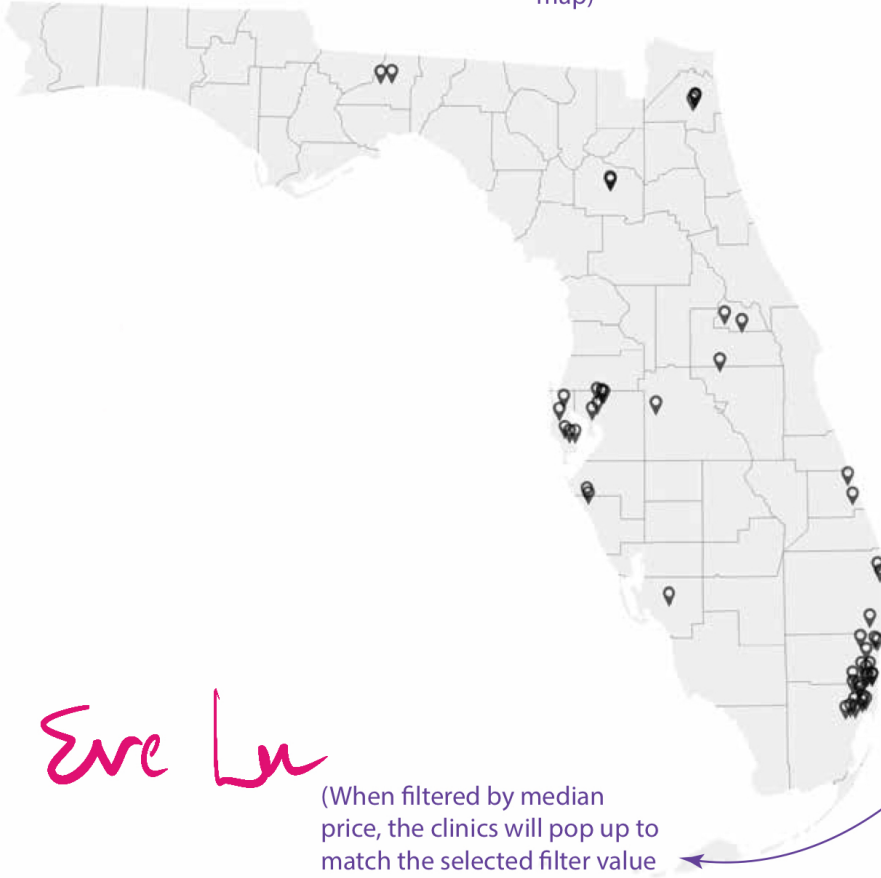 map)
Eve Lu
(When filtered by median
price, the clinics will pop up to
match the selected filter value